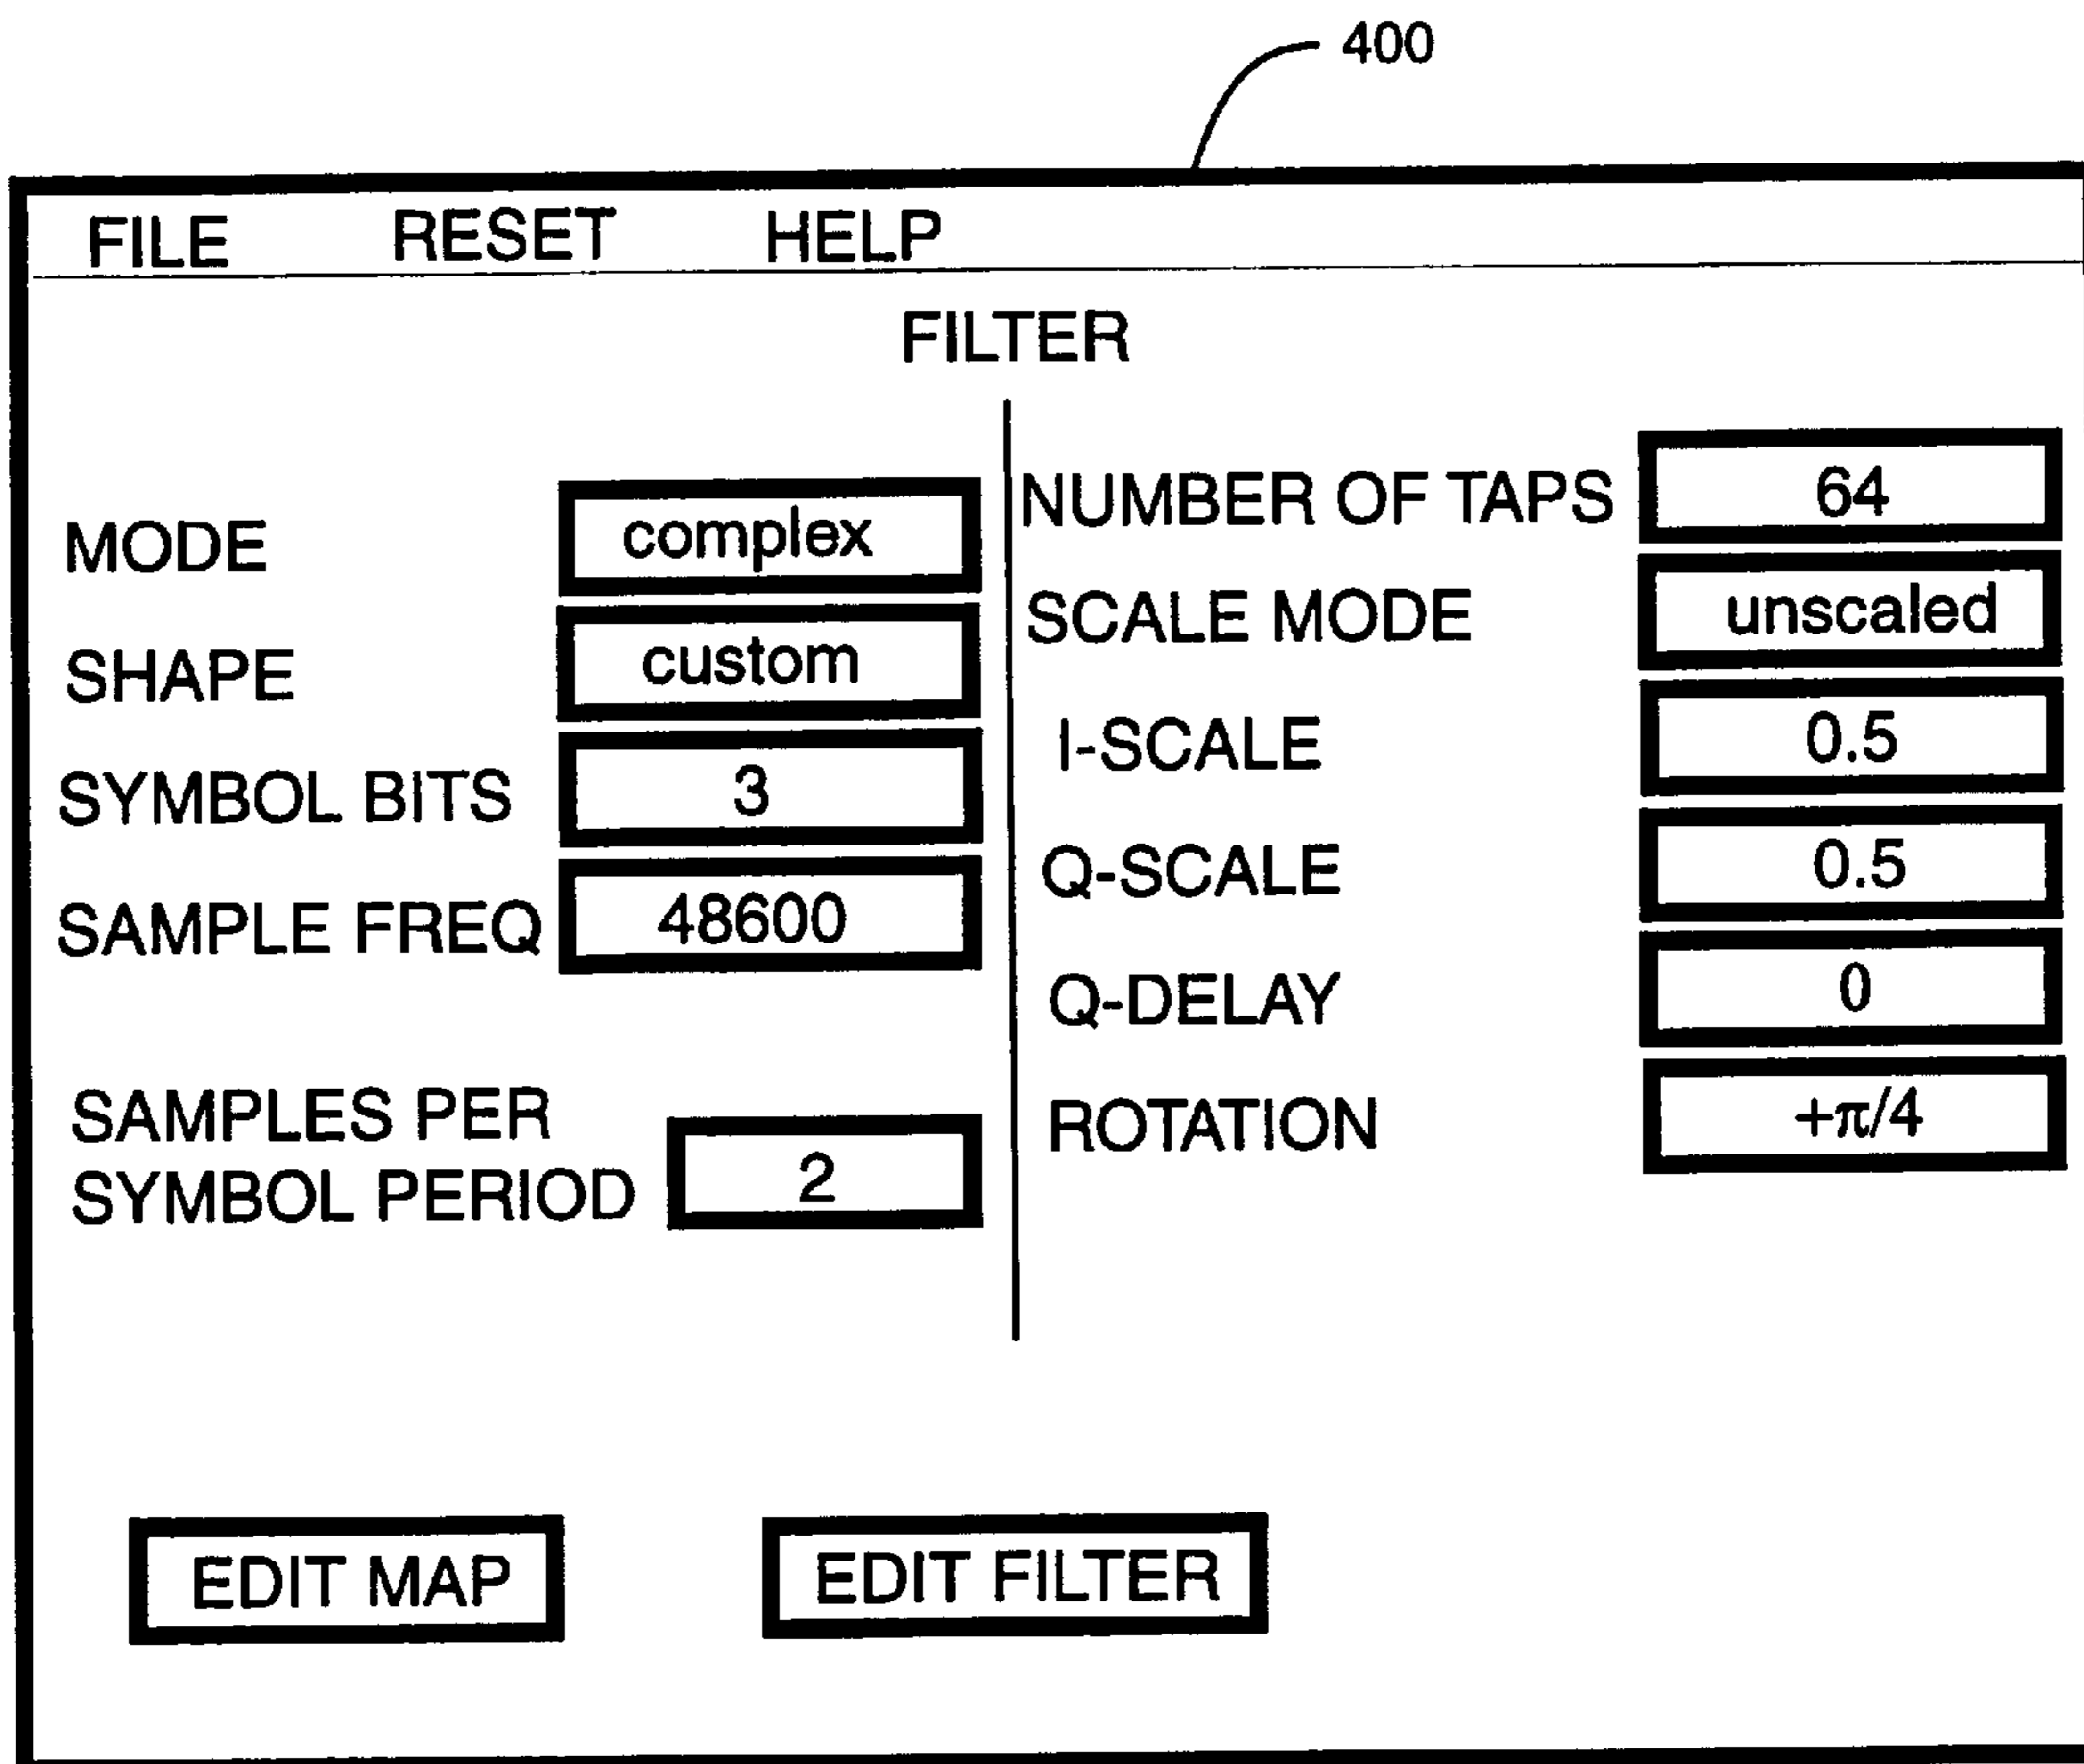 400
FILE RESET HELP
FILTER
MODE complex
SHAPE custom
SYMBOL BITS 3
SAMPLE FREQ 48600
SAMPLES PER
SYMBOL PERIOD 2
NUMBER OF TAPS 64
SCALE MODE unscaled
I-SCALE 0.5
Q-SCALE 0.5
Q-DELAY 0
ROTATION +π/4
EDIT MAP EDIT FILTER